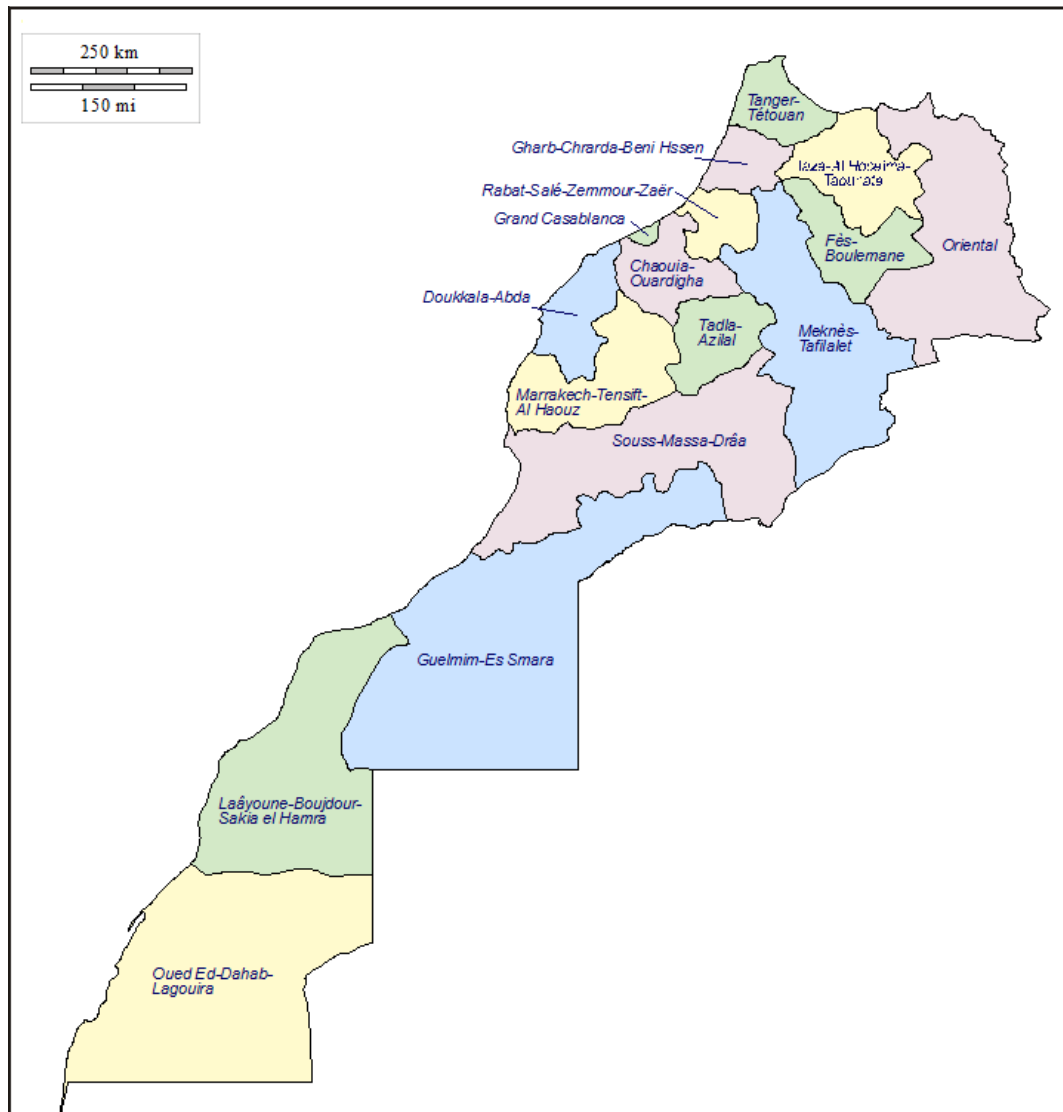 250 km
150 mi
Tanger-
Tétouan
Gharb-Chrarda-Beni Hssen
Taza-Al Hoceima-
Taounate
Rabat-Salé-Zemmour-Zaër
Grand Casablanca
Fès-
Boulemane
Oriental
Chaouia-
Ouardigha
Doukkala-Abda
Tadla-
Azilal
Meknès-
Tafilalet
Marrakech-Tensift-
Al Haouz
Souss-Massa-Drâa
Guelmim-Es Smara
Laâyoune-Boujdour-
Sakia el Hamra
Oued Ed-Dahab-
Lagouira